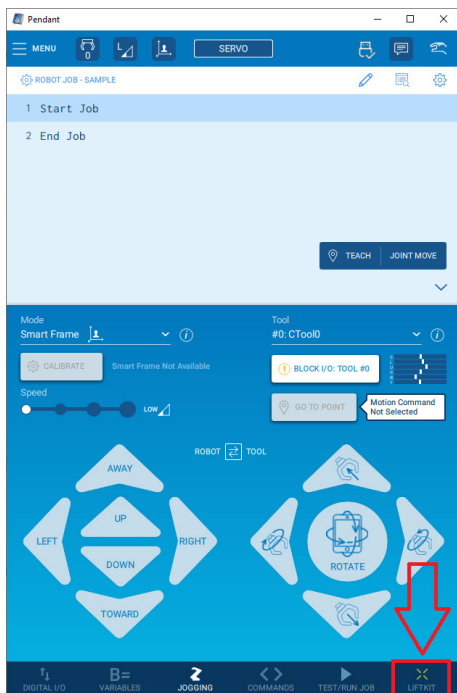 Pendant
MENU
0
SERVO
ROBOT JOB - SAMPLE
1 Start Job
2 End Job
TEACH
JOINT MOVE
Mode
Smart Frame
Tool
#0: CTool0
CALIBRATE
Smart Frame Not Available
BLOCK I/O: TOOL #0
S
L
U
R
B
T
Speed
LOW
GO TO POINT
Motion Command
Not Selected
ROBOT
TOOL
AWAY
UP
LEFT
RIGHT
DOWN
TOWARD
ROTATE
DIGITAL I/O
B=
VARIABLES
JOGGING
COMMANDS
TEST/RUN JOB
LIFTKIT